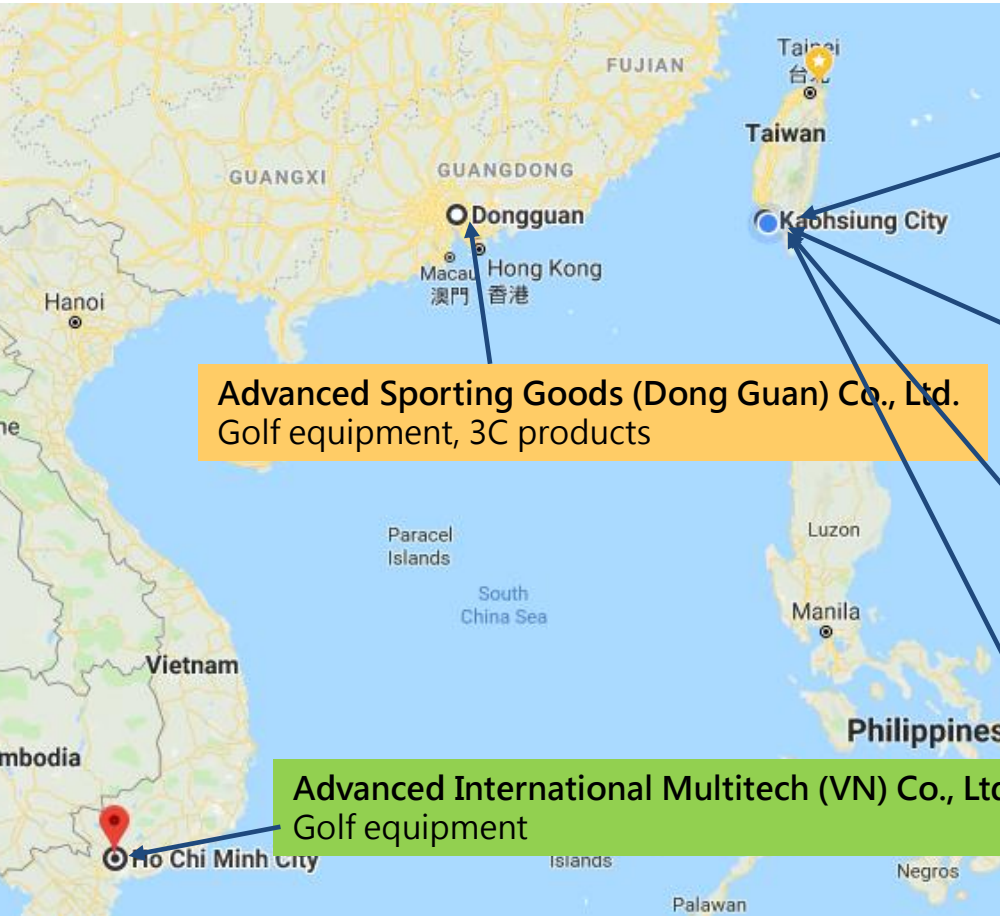 Taipei
台北
FUJIAN
Taiwan
GUANGXI
GUANGDONG
Dongguan
Kaohsiung City
Macau
澳門
Hong Kong
香港
Hanoi
Advanced Sporting Goods (Dong Guan) Co., Ltd.
Golf equipment, 3C products
Paracel
Islands
Luzon
South
China Sea
Manila
Vietnam
Philippines
mbodia
Advanced International Multitech (VN) Co., Ltd
Golf equipment
Ho Chi Minh City
Islands
Negros
Palawan